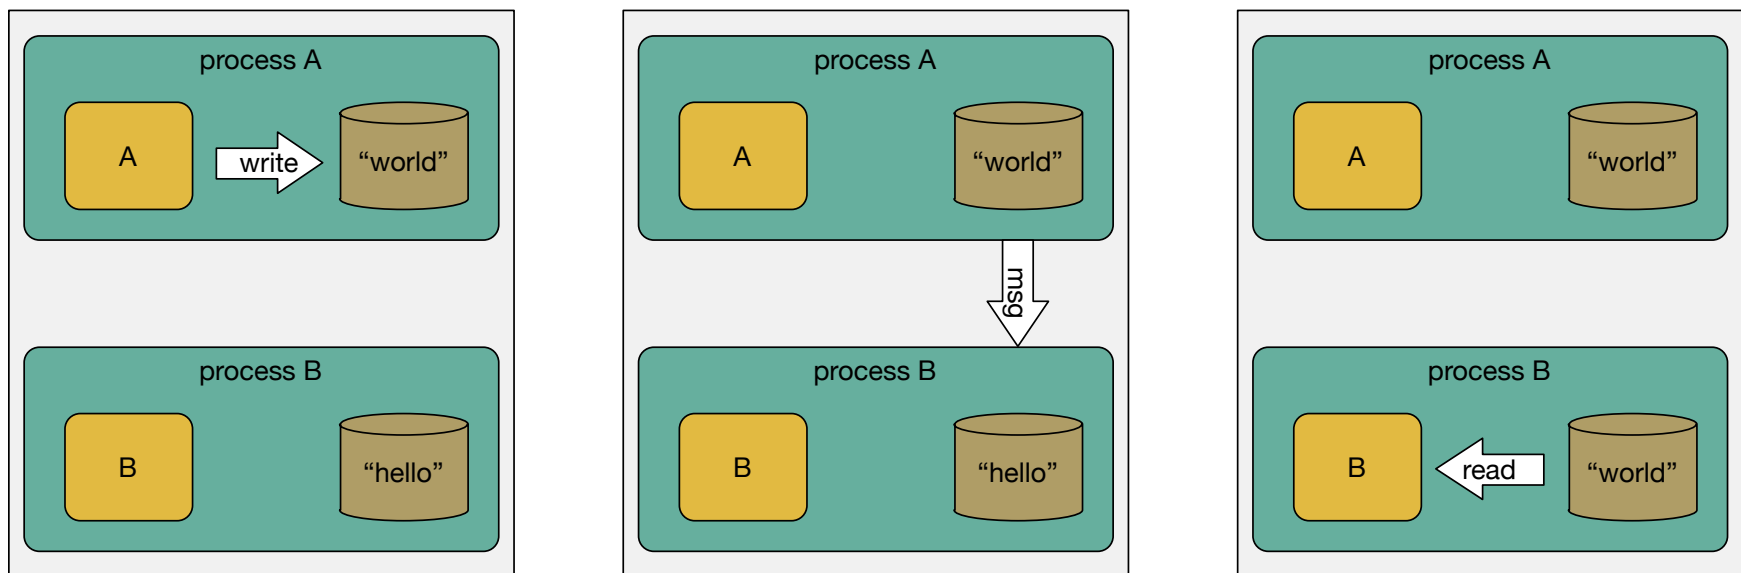 process A
A
write
“world”
process B
B
“hello”
process A
A
“world”
msg
process B
B
“hello”
process A
A
“world”
process B
B
read
“world”